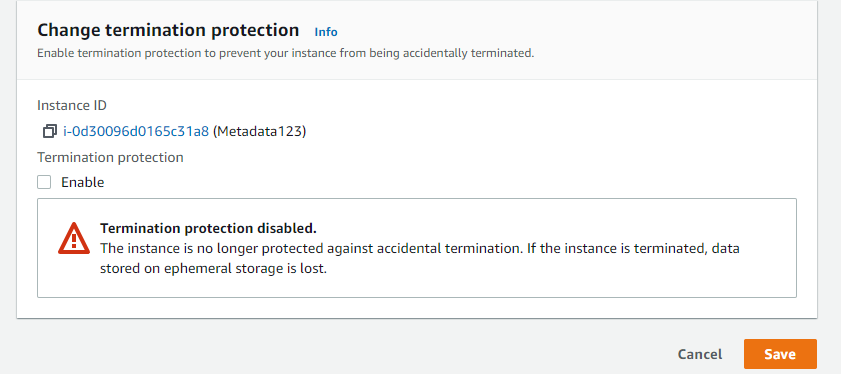 Change termination protection Info
Enable termination protection to prevent your instance from being accidentally terminated.
Instance ID
i-0d30096d0165c31a8 (Metadata123)
Termination protection
Enable
Termination protection disabled.
The instance is no longer protected against accidental termination. If the instance is terminated, data
stored on ephemeral storage is lost.
Cancel Save